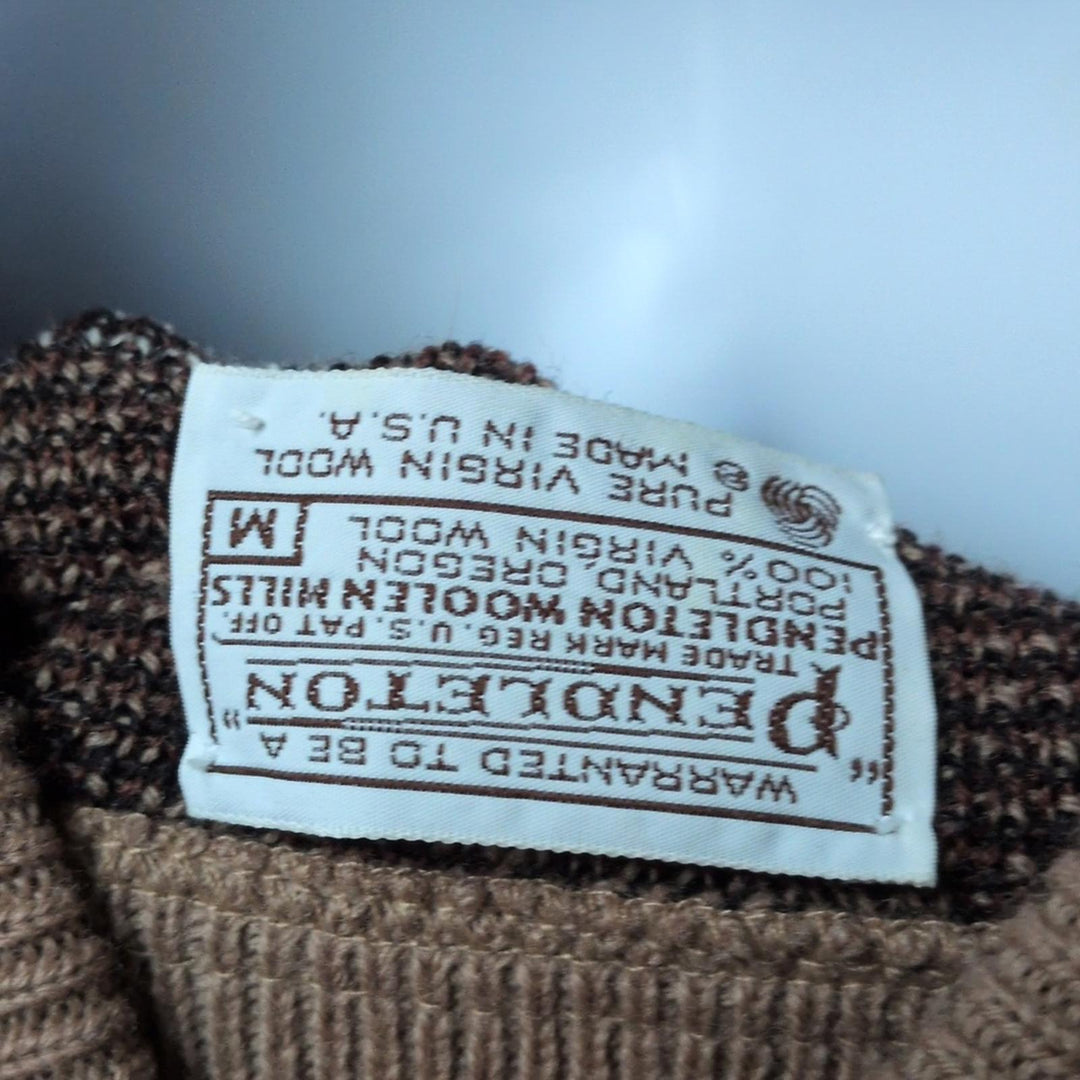 WARRANTED TO BE A
"PENDLETON"
TRADE MARK REG. U.S. PAT OFF.
PENDLETON WOOLEN MILLS
PORTLAND, OREGON
100% VIRGIN WOOL
M
PURE VIRGIN WOOL
® MADE IN U.S.A.